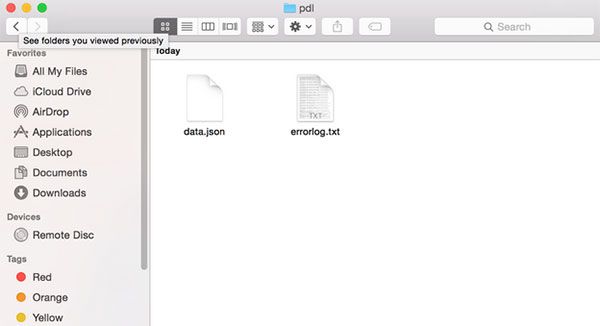 pdl
Search
See folders you viewed previously
Favorites
All My Files
iCloud Drive
AirDrop
Applications
Desktop
Documents
Downloads
Devices
Remote Disc
Tags
Red
Orange
Yellow
Today
TXT
data.json
errorlog.txt